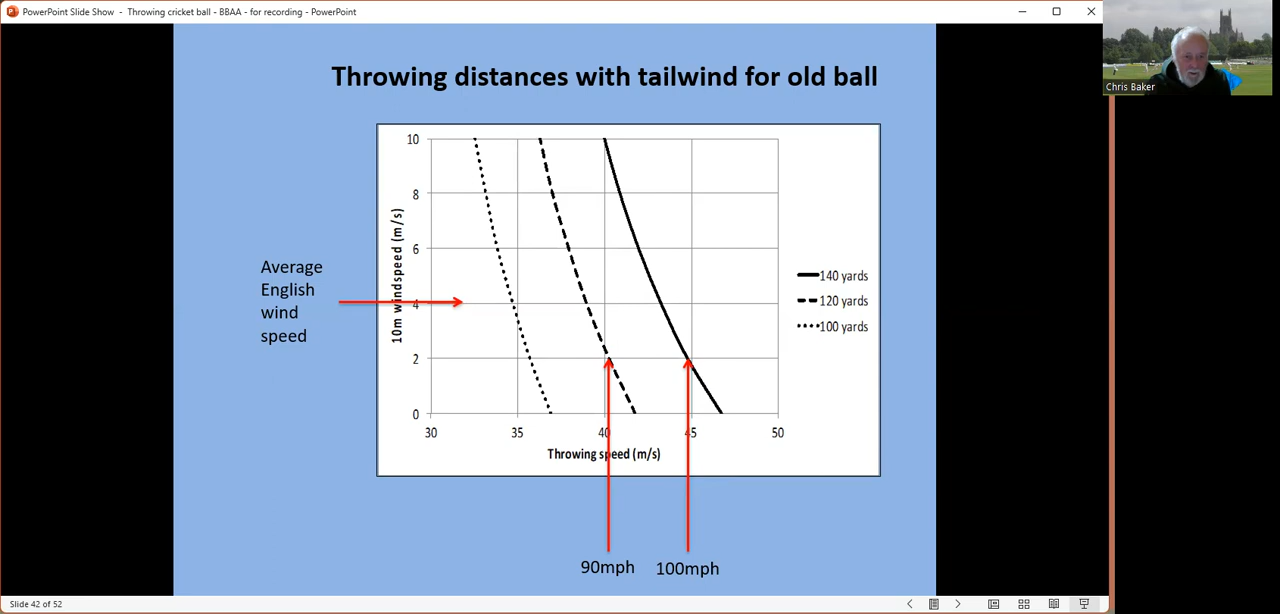 PowerPoint Slide Show - Throwing cricket ball - BBAA - for recording - PowerPoint
Chris Baker
Throwing distances with tailwind for old ball
10
8
6
4
2
0
10m windspeed (m/s)
30 35 40 45 50
Throwing speed (m/s)
140 yards
120 yards
100 yards
Average
English
wind
speed
90mph 100mph
Slide 42 of 52